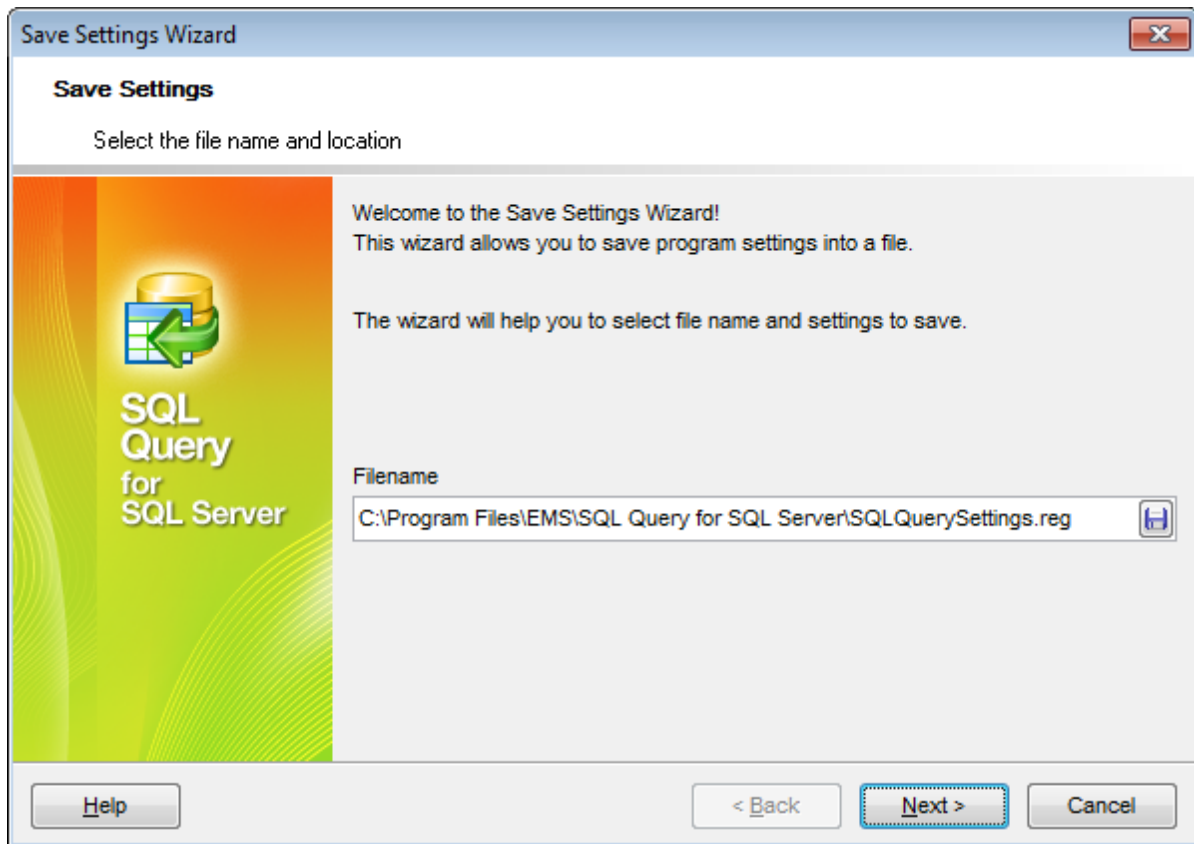 Save Settings Wizard
Save Settings
Select the file name and location
Welcome to the Save Settings Wizard!
This wizard allows you to save program settings into a file.
The wizard will help you to select file name and settings to save.
SQL
Query
for
SQL Server
Filename
C:\Program Files\EMS\SQL Query for SQL Server\SQLQuerySettings.reg
Help
< Back
Next >
Cancel